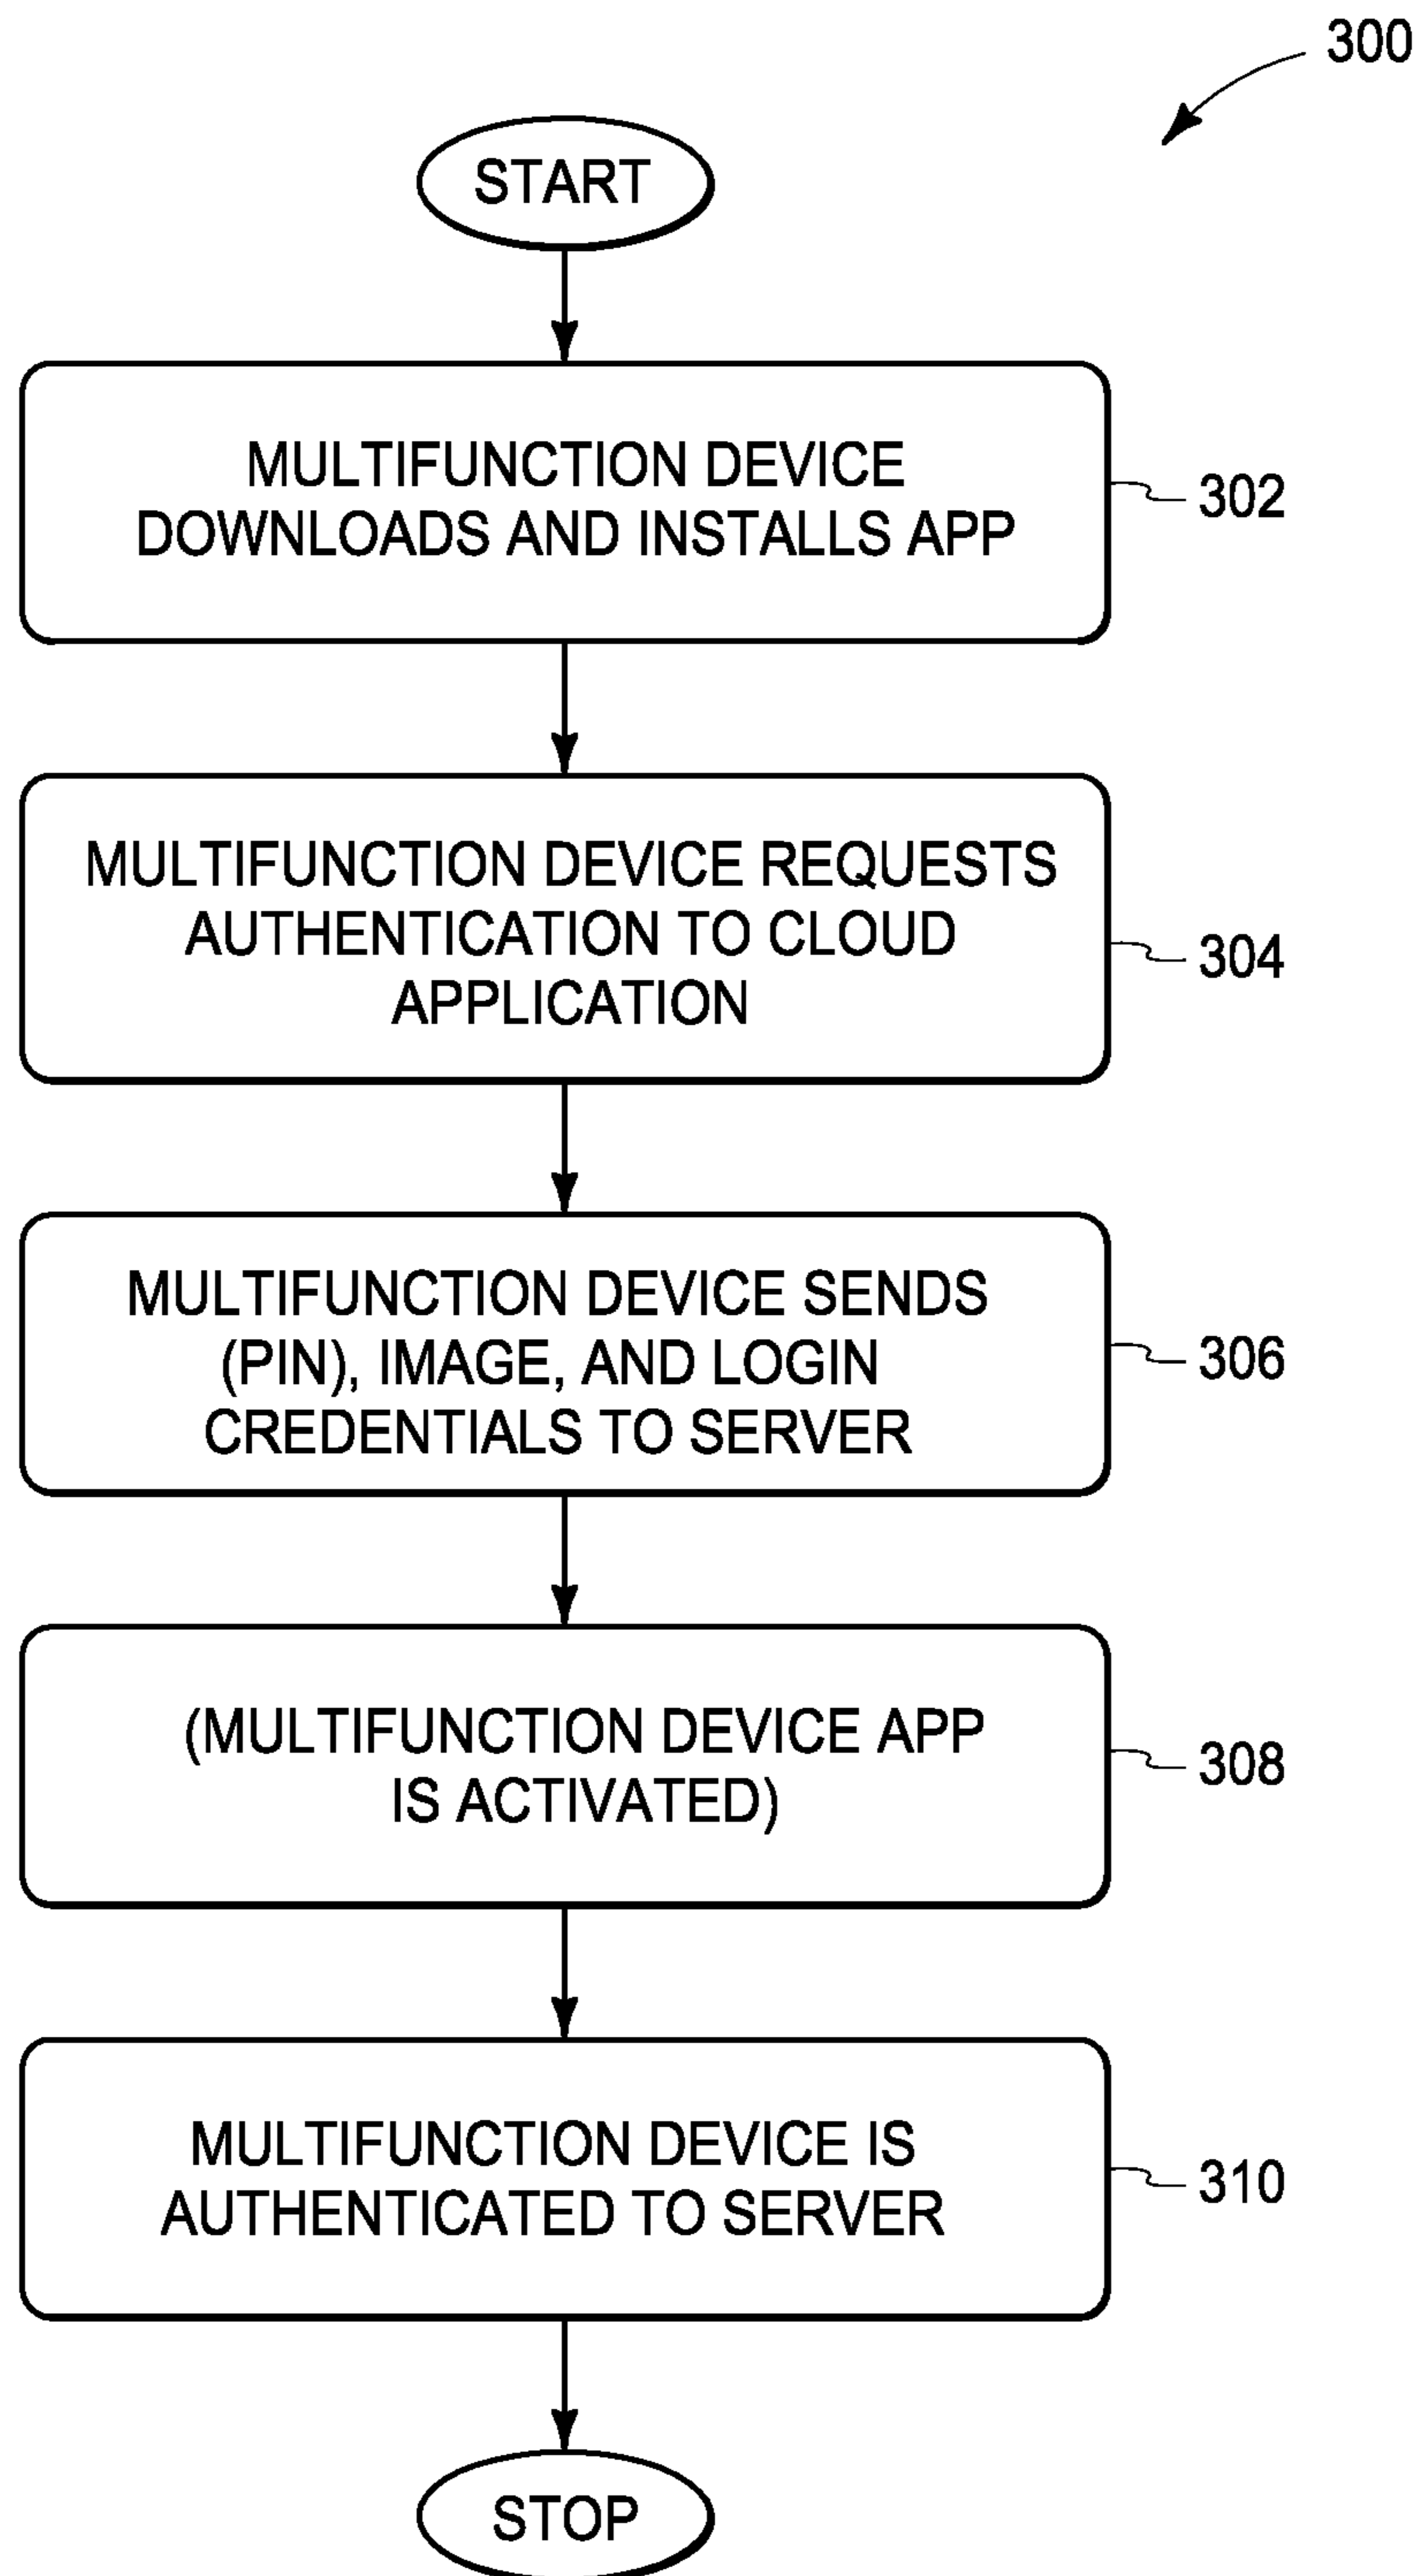 300
START
MULTIFUNCTION DEVICE
DOWNLOADS AND INSTALLS APP
302
MULTIFUNCTION DEVICE REQUESTS
AUTHENTICATION TO CLOUD
APPLICATION
304
MULTIFUNCTION DEVICE SENDS
(PIN), IMAGE, AND LOGIN
CREDENTIALS TO SERVER
306
(MULTIFUNCTION DEVICE APP
IS ACTIVATED)
308
MULTIFUNCTION DEVICE IS
AUTHENTICATED TO SERVER
310
STOP